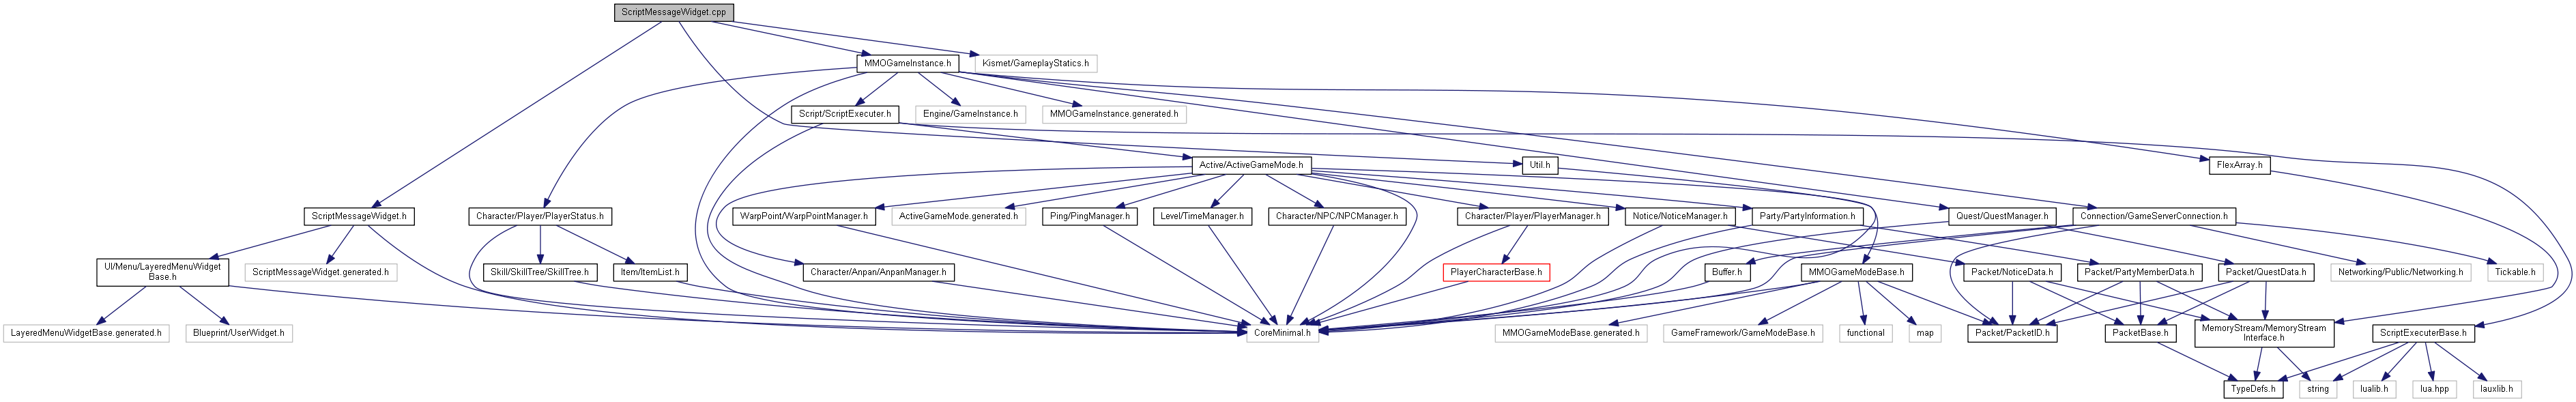 ScriptMessageWidget.cpp
MMOGameInstance.h
Kismet/GameplayStatics.h
Script/ScriptExecuter.h
Engine/GameInstance.h
MMOGameInstance.generated.h
Active/ActiveGameMode.h
Util.h
FlexArray.h
ScriptMessageWidget.h
Character/Player/PlayerStatus.h
WarpPoint/WarpPointManager.h
ActiveGameMode.generated.h
Ping/PingManager.h
Level/TimeManager.h
Character/NPC/NPCManager.h
Character/Player/PlayerManager.h
Notice/NoticeManager.h
Party/PartyInformation.h
Quest/QuestManager.h
Connection/GameServerConnection.h
UI/Menu/LayeredMenuWidget
Base.h
ScriptMessageWidget.generated.h
Skill/SkillTree/SkillTree.h
Item/ItemList.h
Character/Anpan/AnpanManager.h
PlayerCharacterBase.h
Buffer.h
MMOGameModeBase.h
Packet/NoticeData.h
Packet/PartyMemberData.h
Packet/QuestData.h
Networking/Public/Networking.h
Tickable.h
LayeredMenuWidgetBase.generated.h
Blueprint/UserWidget.h
CoreMinimal.h
MMOGameModeBase.generated.h
GameFramework/GameModeBase.h
functional
map
Packet/PacketID.h
PacketBase.h
MemoryStream/MemoryStream
Interface.h
ScriptExecuterBase.h
TypeDefs.h
string
lualib.h
lua.hpp
lauxlib.h